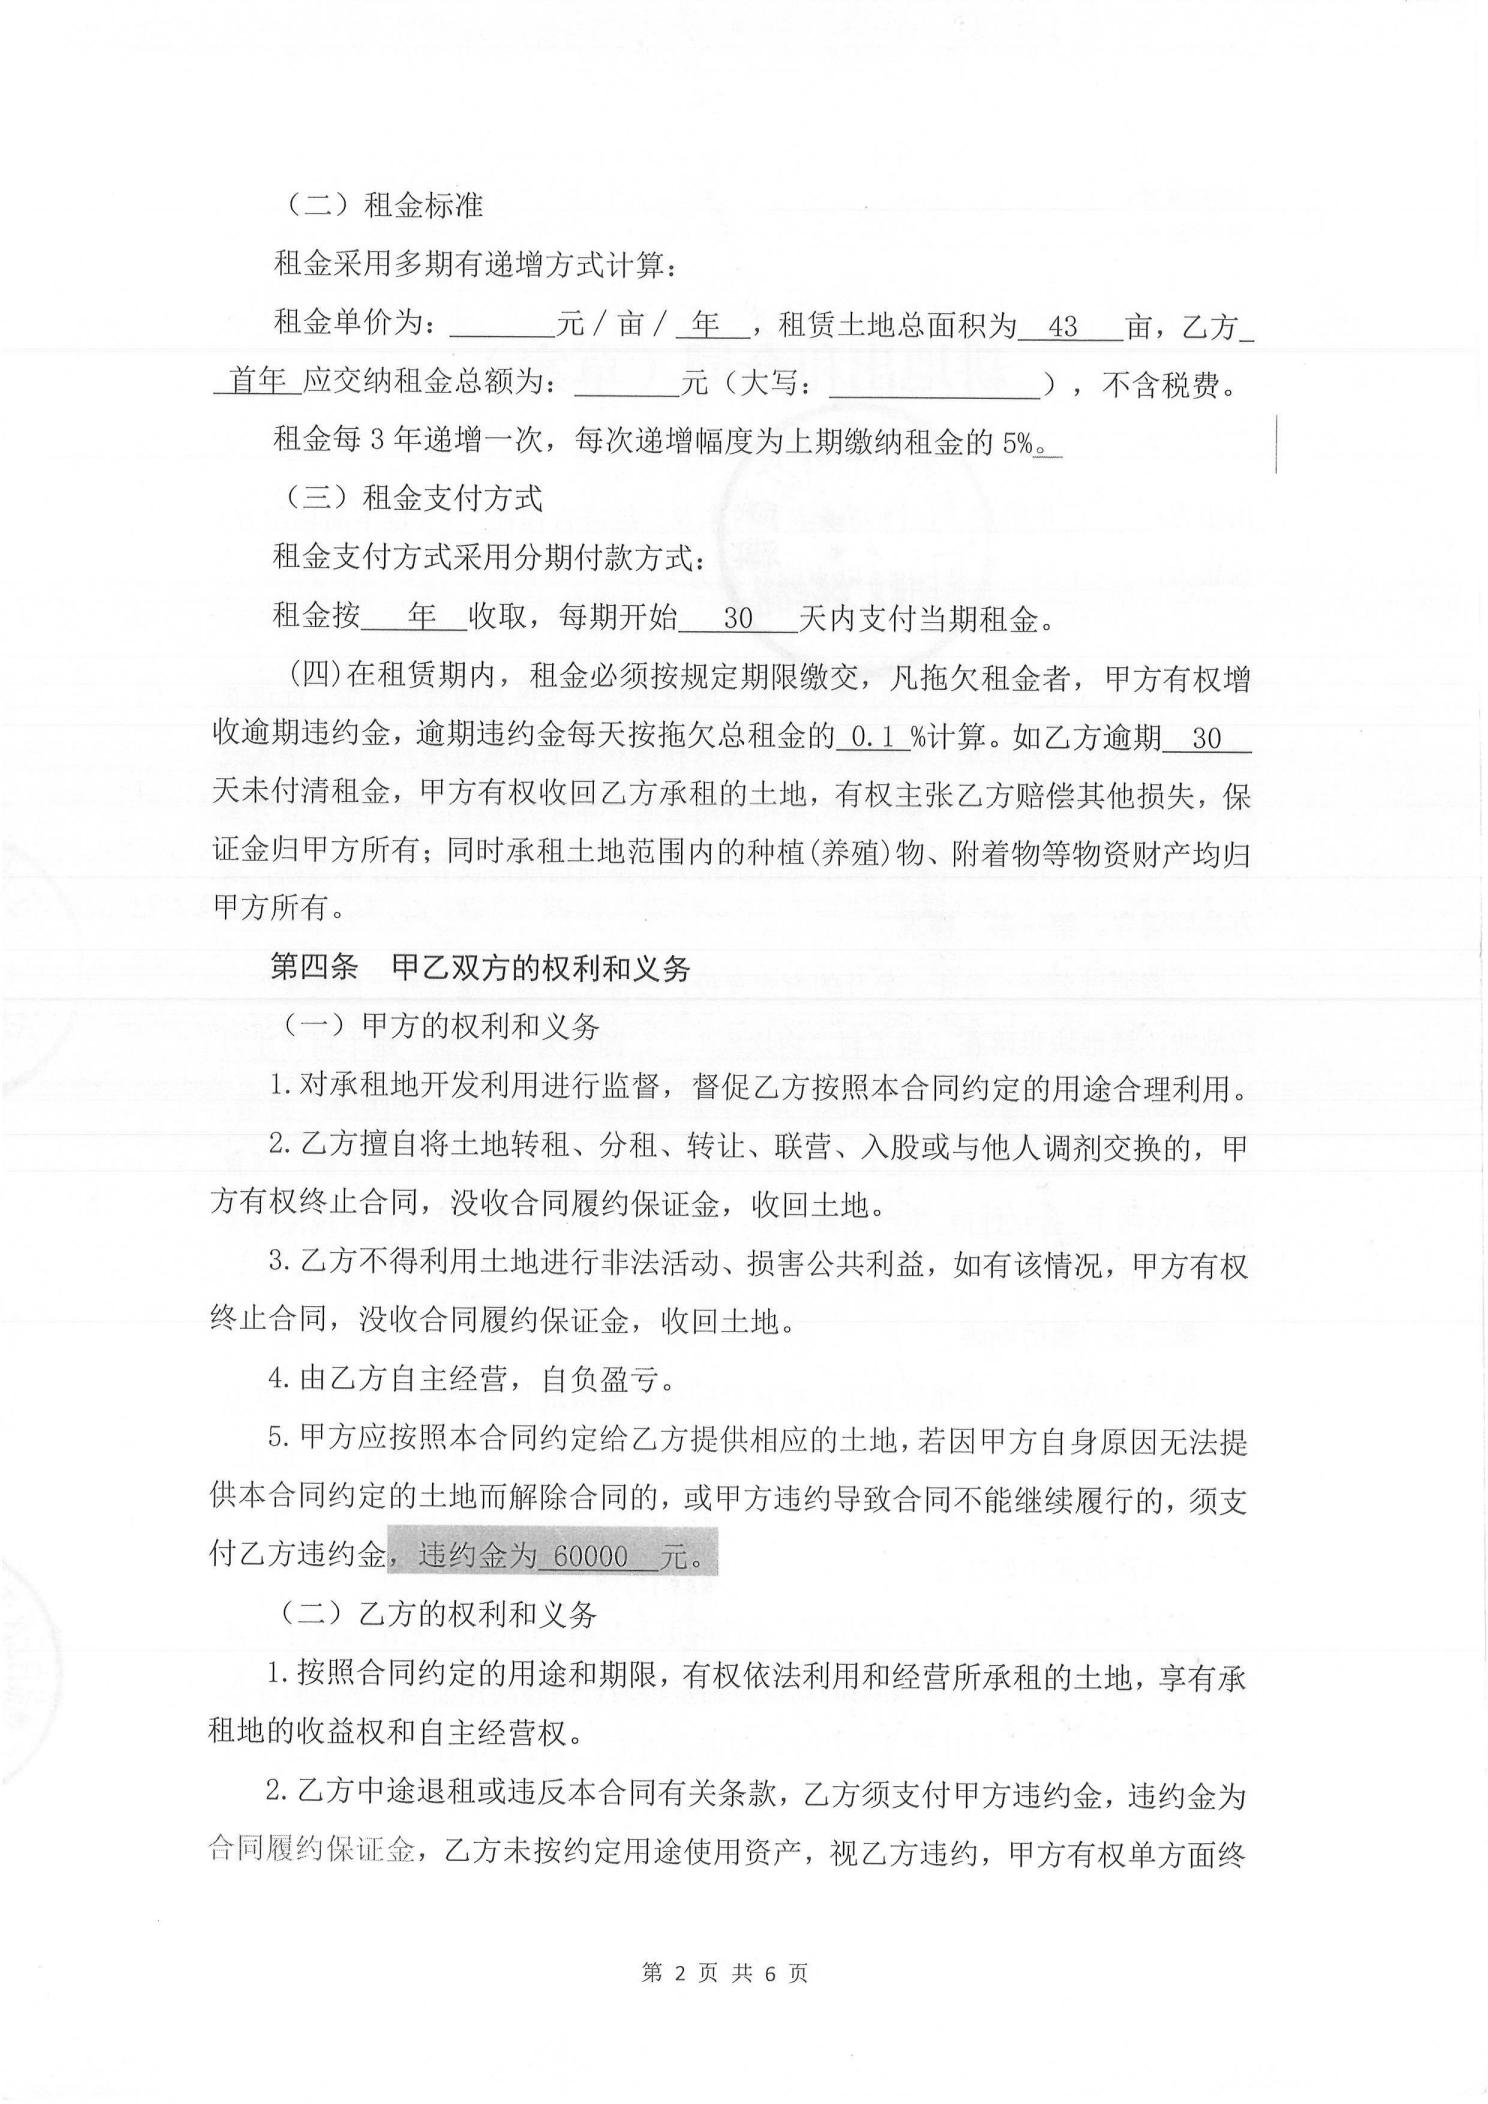 （二）租金标准
租金采用多期有递增方式计算：
租金单价为：_______元／亩／ 年 ，租赁土地总面积为 43 亩，乙方
首年 应交纳租金总额为：_______元（大写：______________），不含税费。
租金每 3 年递增一次，每次递增幅度为上期缴纳租金的 5%。
（三）租金支付方式
租金支付方式采用分期付款方式：
租金按 年 收取，每期开始 30 天内支付当期租金。
(四)在租赁期内，租金必须按规定期限缴交，凡拖欠租金者，甲方有权增
收逾期违约金，逾期违约金每天按拖欠总租金的 0.1 %计算。如乙方逾期 30
天未付清租金，甲方有权收回乙方承租的土地，有权主张乙方赔偿其他损失，保
证金归甲方所有；同时承租土地范围内的种植(养殖)物、附着物等物资财产均归
甲方所有。
第四条 甲乙双方的权利和义务
（一）甲方的权利和义务
1.对承租地开发利用进行监督，督促乙方按照本合同约定的用途合理利用。
2.乙方擅自将土地转租、分租、转让、联营、入股或与他人调剂交换的，甲
方有权终止合同，没收合同履约保证金，收回土地。
3.乙方不得利用土地进行非法活动、损害公共利益，如有该情况，甲方有权
终止合同，没收合同履约保证金，收回土地。
4.由乙方自主经营，自负盈亏。
5.甲方应按照本合同约定给乙方提供相应的土地，若因甲方自身原因无法提
供本合同约定的土地而解除合同的，或甲方违约导致合同不能继续履行的，须支
付乙方违约金，违约金为 60000 元。
（二）乙方的权利和义务
1.按照合同约定的用途和期限，有权依法利用和经营所承租的土地，享有承
租地的收益权和自主经营权。
2.乙方中途退租或违反本合同有关条款，乙方须支付甲方违约金，违约金为
合同履约保证金，乙方未按约定用途使用资产，视乙方违约，甲方有权单方面终
第 2 页 共 6 页